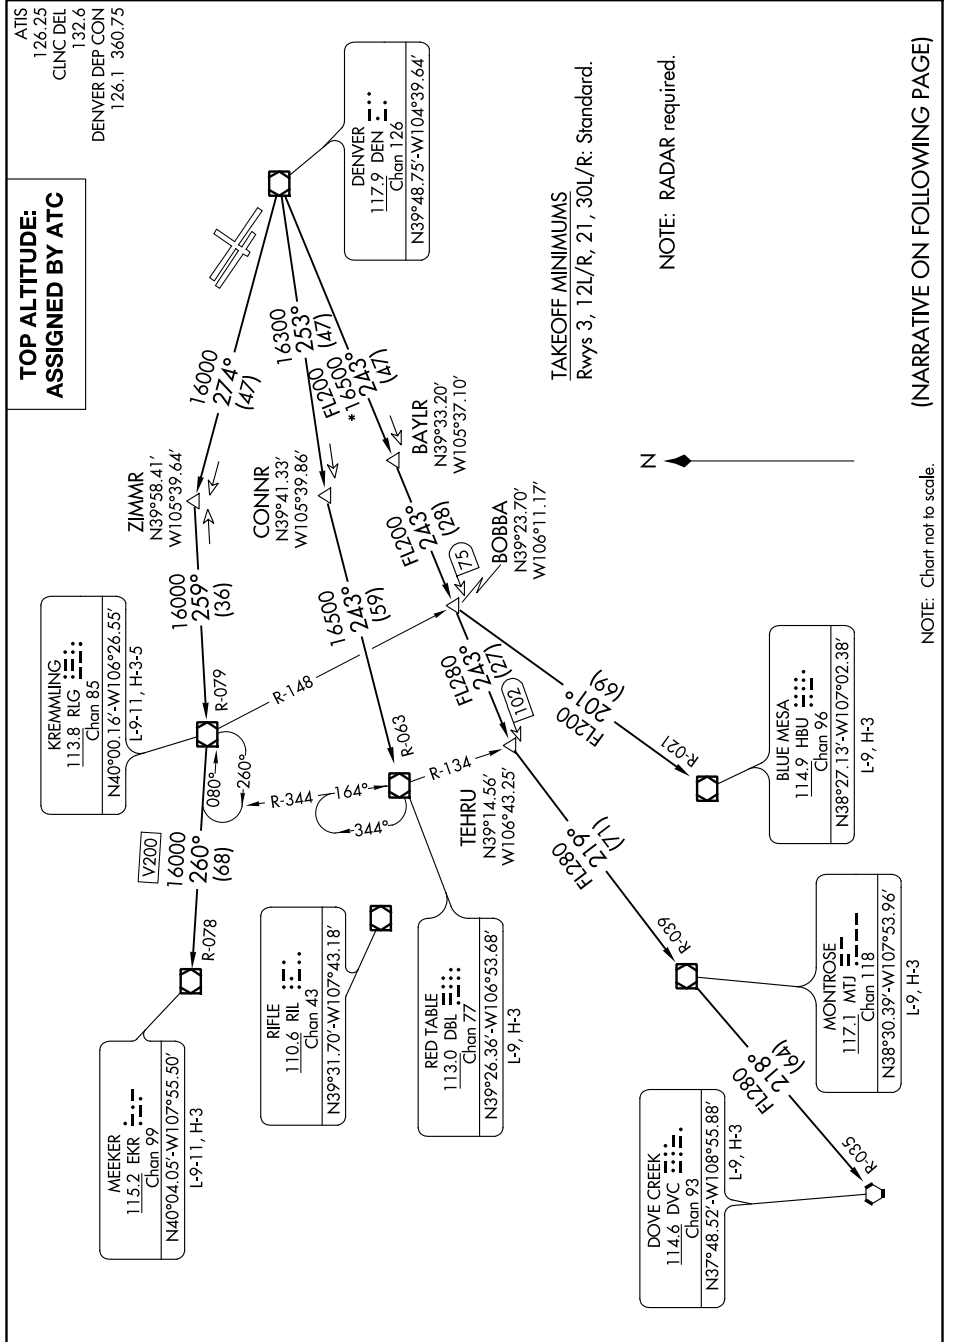 TOP ALTITUDE:
ASSIGNED BY ATC
ATIS
126.25
CLNC DEL
132.6
DENVER DEP CON
126.1 360.75
MEEKER
115.2 EKR
Chan 99
N40°04.05′-W107°55.50′
L-9-11, H-3
KREMMLING
113.8 RLG
Chan 85
N40°00.16′-W106°26.55′
L-9-11, H-3-5
ZIMMR
N39°58.41′
W105°39.64′
16000
274°
(47)
16000
259°
(36)
R-079
V200
16000
260°
(68)
R-078
080°
260°
R-148
R-344
164°
344°
RIFLE
110.6 RIL
Chan 43
N39°31.70′-W107°43.18′
CONNR
N39°41.33′
W105°39.86′
16300
253°
(47)
16500
243°
(59)
R-063
R-134
DENVER
117.9 DEN
Chan 126
N39°48.75′-W104°39.64′
FL200
*16500
243°
(47)
BAYLR
N39°33.20′
W105°37.10′
FL200
243°
(28)
75
BOBBA
N39°23.70′
W106°11.17′
RED TABLE
113.0 DBL
Chan 77
N39°26.36′-W106°53.68′
L-9, H-3
FL280
243°
(27)
102
TEHRU
N39°14.56′
W106°43.25′
FL200
201°
(69)
R-021
FL280
219°
(71)
R-039
TAKEOFF MINIMUMS
Rwys 3, 12L/R, 21, 30L/R: Standard.
NOTE: RADAR required.
N
BLUE MESA
114.9 HBU
Chan 96
N38°27.13′-W107°02.38′
L-9, H-3
MONTROSE
117.1 MTJ
Chan 118
N38°30.39′-W107°53.96′
L-9, H-3
FL280
218°
(64)
R-035
DOVE CREEK
114.6 DVC
Chan 93
N37°48.52′-W108°55.88′
L-9, H-3
NOTE: Chart not to scale.
(NARRATIVE ON FOLLOWING PAGE)